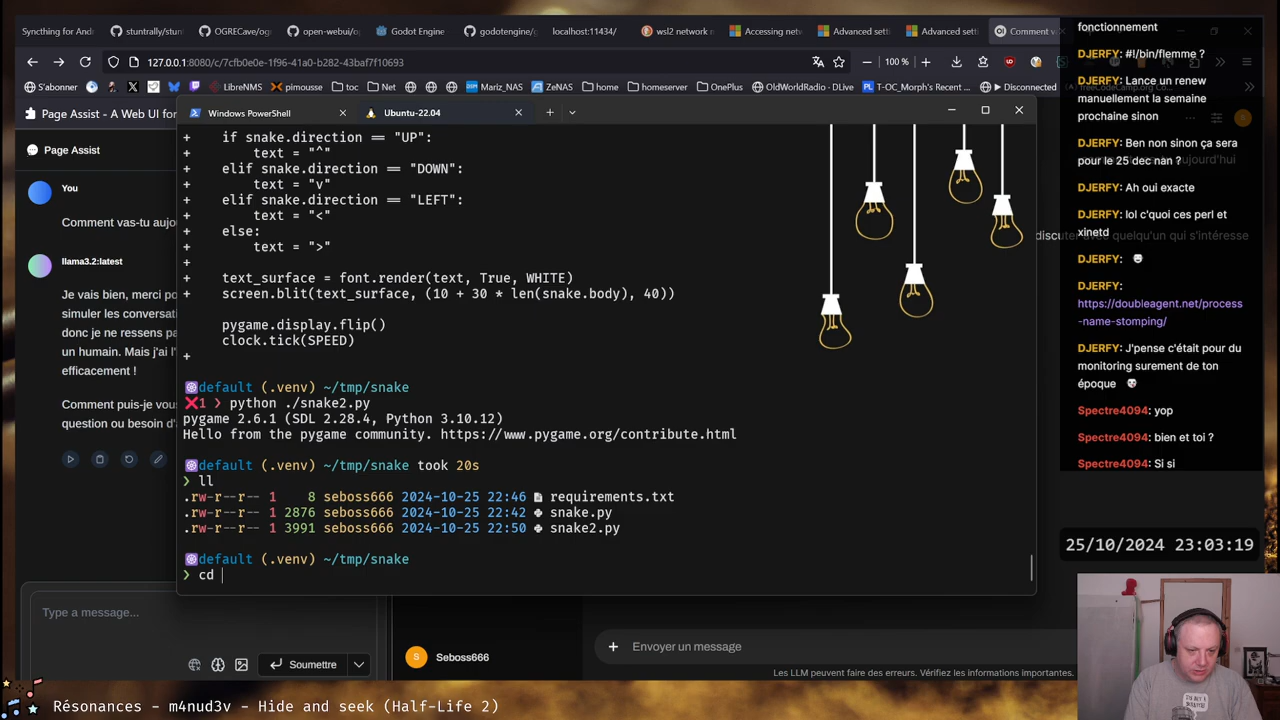 Syncthing for And
stuntrally/stun
OGRECave/og
open-webui/o
Godot Engine
godotengine/g
localhost:11434/
wsl2 network
Accessing netv
Advanced sett
Advanced sett
Comment v
127.0.0.1:8080/c/7cfb0e0e-1f96-41a0-b282-43baf7f10693
100 %
S'abonner
toc
Net
LibreNMS
pimousse
Mariz_NAS
ZeNAS
home
homeserver
OnePlus
OldWorldRadio - DLive
T-OC_Morph's Recent ...
Disconnected
Page Assist - A Web UI for
Page Assist
You
Comment vas-tu aujou
llama3.2:latest
Je vais bien, merci po
simuler les conversati
donc je ne ressens pa
un humain. Mais j'ai l'
efficacement !
Comment puis-je vous
question ou besoin d'a
Type a message...
Soumettre
Windows PowerShell
Ubuntu-22.04
+    if snake.direction == "UP":
+        text = "^"
+    elif snake.direction == "DOWN":
+        text = "v"
+    elif snake.direction == "LEFT":
+        text = "<"
+    else:
+        text = ">"
+
+    text_surface = font.render(text, True, WHITE)
+    screen.blit(text_surface, (10 + 30 * len(snake.body), 40))
pygame.display.flip()
clock.tick(SPEED)
+
default (.venv) ~/tmp/snake
❌1 ❯ python ./snake2.py
pygame 2.6.1 (SDL 2.28.4, Python 3.10.12)
Hello from the pygame community. https://www.pygame.org/contribute.html
default (.venv) ~/tmp/snake took 20s
❯ ll
.rw-r--r-- 1    8 seboss666 2024-10-25 22:46 requirements.txt
.rw-r--r-- 1 2876 seboss666 2024-10-25 22:42 snake.py
.rw-r--r-- 1 3991 seboss666 2024-10-25 22:50 snake2.py
default (.venv) ~/tmp/snake
❯ cd
discuter avec quelqu'un qui s'intéresse
S
Seboss666
Envoyer un message
Les LLM peuvent faire des erreurs. Vérifiez les informations importantes.
fonctionnement
DJERFY: #!/bin/flemme ?
DJERFY: Lance un renew
manuellement la semaine
prochaine sinon
DJERFY: Ben non sinon ça sera
pour le 25 dec nan ?
DJERFY: Ah oui exacte
DJERFY: lol c'quoi ces perl et
xinetd
DJERFY:
DJERFY:
https://doubleagent.net/process
-name-stomping/
DJERFY: J'pense c'était pour du
monitoring surement de ton
époque
Spectre4094: yop
Spectre4094: bien et toi ?
Spectre4094: Si si
25/10/2024 23:03:19
Résonances - m4nud3v - Hide and seek (Half-Life 2)